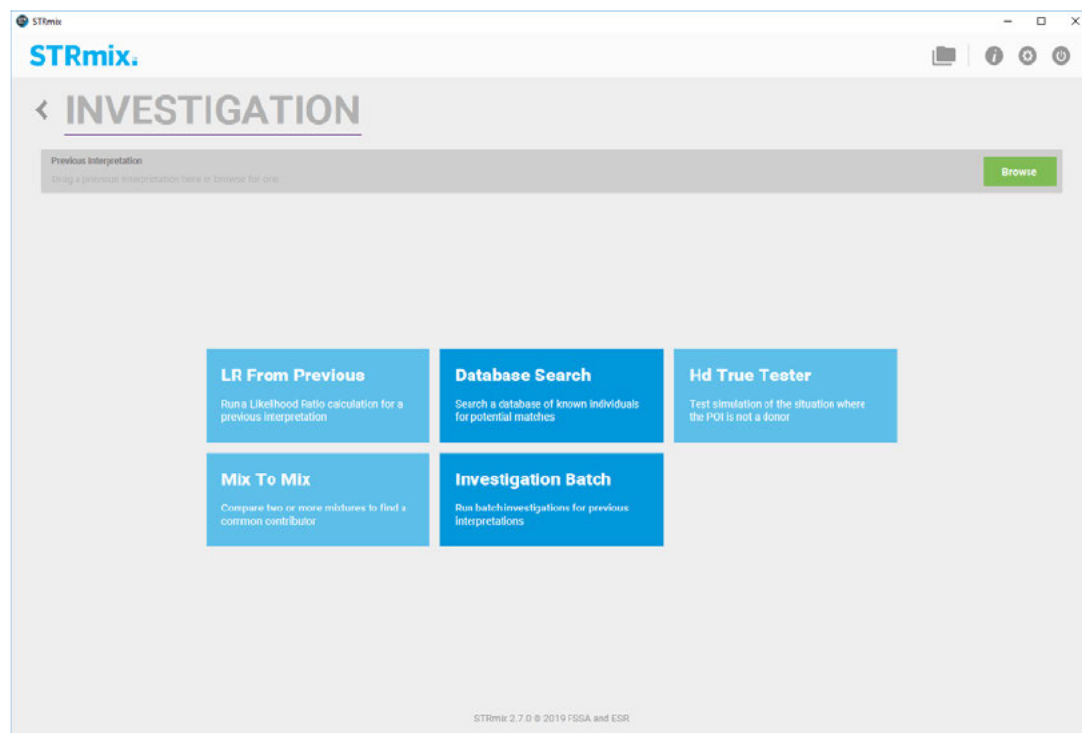 STRmix
STRmix
INVESTIGATION
Previous Interpretation
Drag a previous interpretation here or browse for one
Browse
LR From Previous
Run a Likelihood Ratio calculation for a
previous interpretation
Database Search
Search a database of known individuals
for potential matches
Hd True Tester
Test simulation of the situation where
the POI is not a donor
Mix To Mix
Compare two or more mixtures to find a
common contributor
Investigation Batch
Run batch investigations for previous
interpretations
STRmix 2.7.0 © 2019 FSSA and ESR